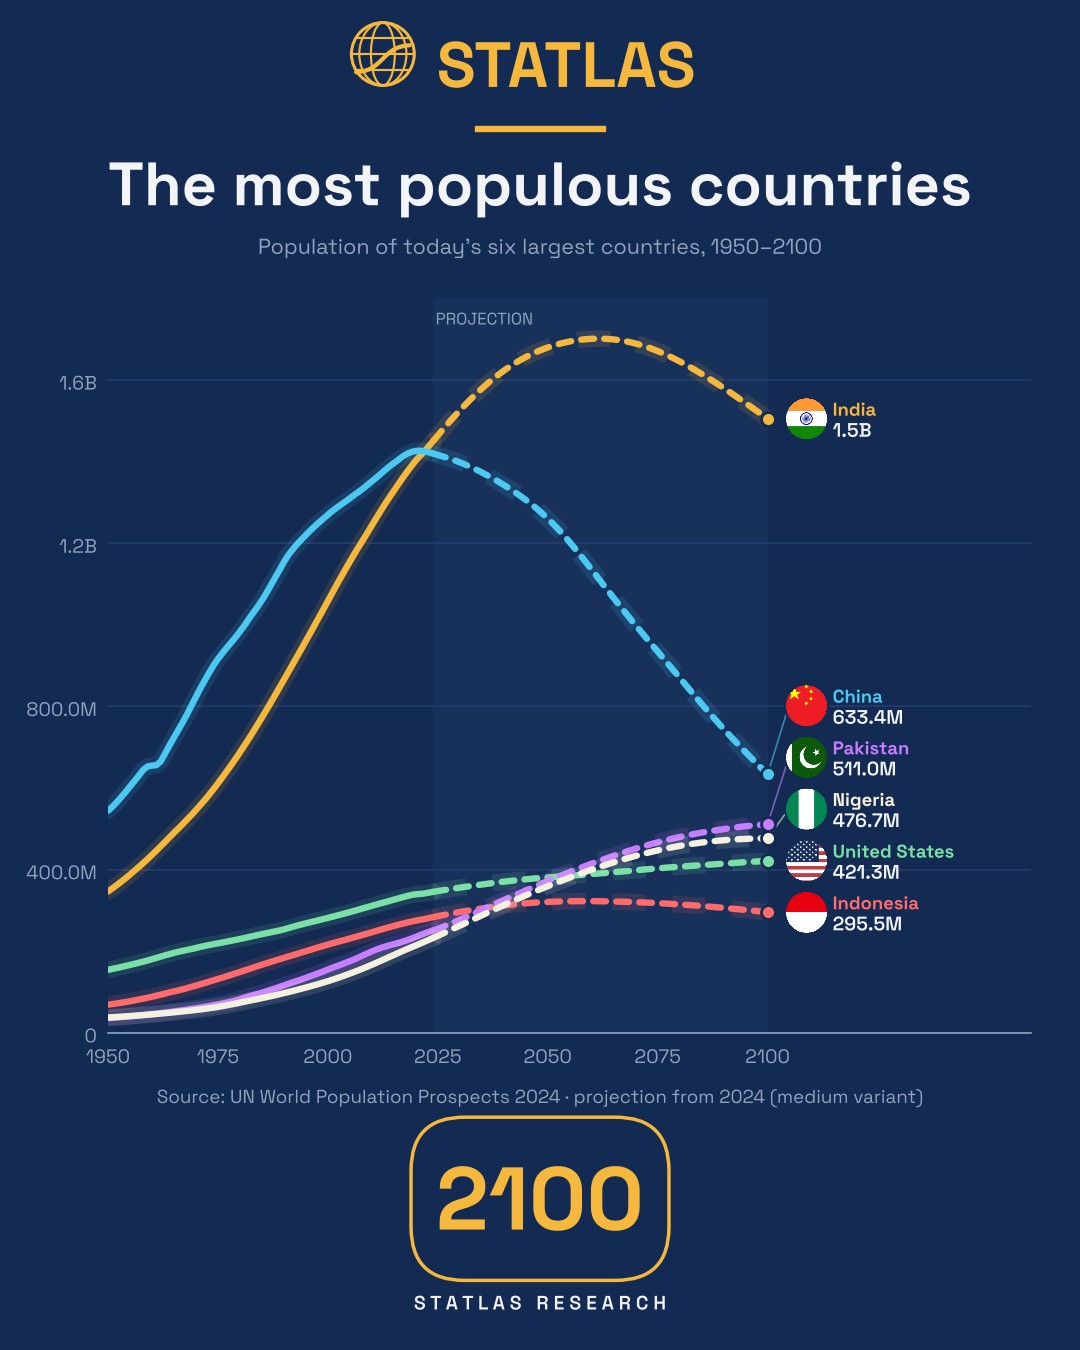 STATLAS
The most populous countries
Population of today's six largest countries, 1950–2100
PROJECTION
1.6B
1.2B
800.0M
400.0M
0
India
1.5B
China
633.4M
Pakistan
511.0M
Nigeria
476.7M
United States
421.3M
Indonesia
295.5M
1950 1975 2000 2025 2050 2075 2100
Source: UN World Population Prospects 2024 · projection from 2024 (medium variant)
2100
STATLAS RESEARCH